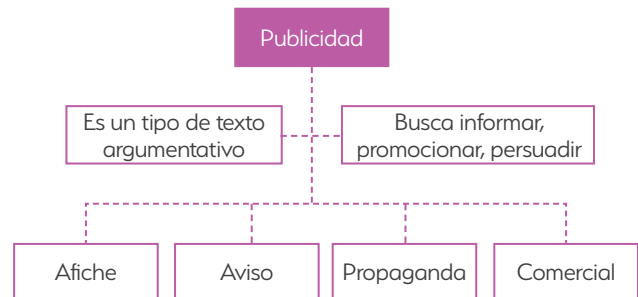 Publicidad
Es un tipo de texto
argumentativo
Busca informar,
promocionar, persuadir
Afiche
Aviso
Propaganda
Comercial